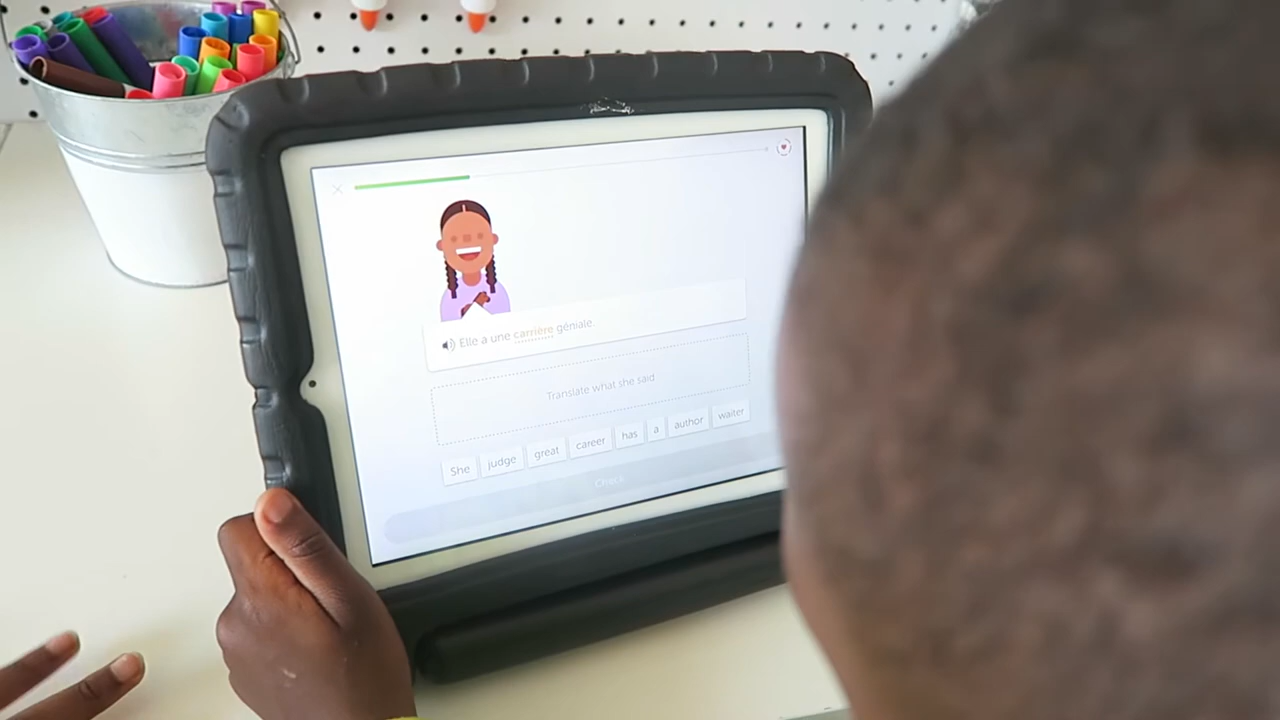 Elle a une carrière géniale.
Translate what she said
She judge great career has a author waiter
Check